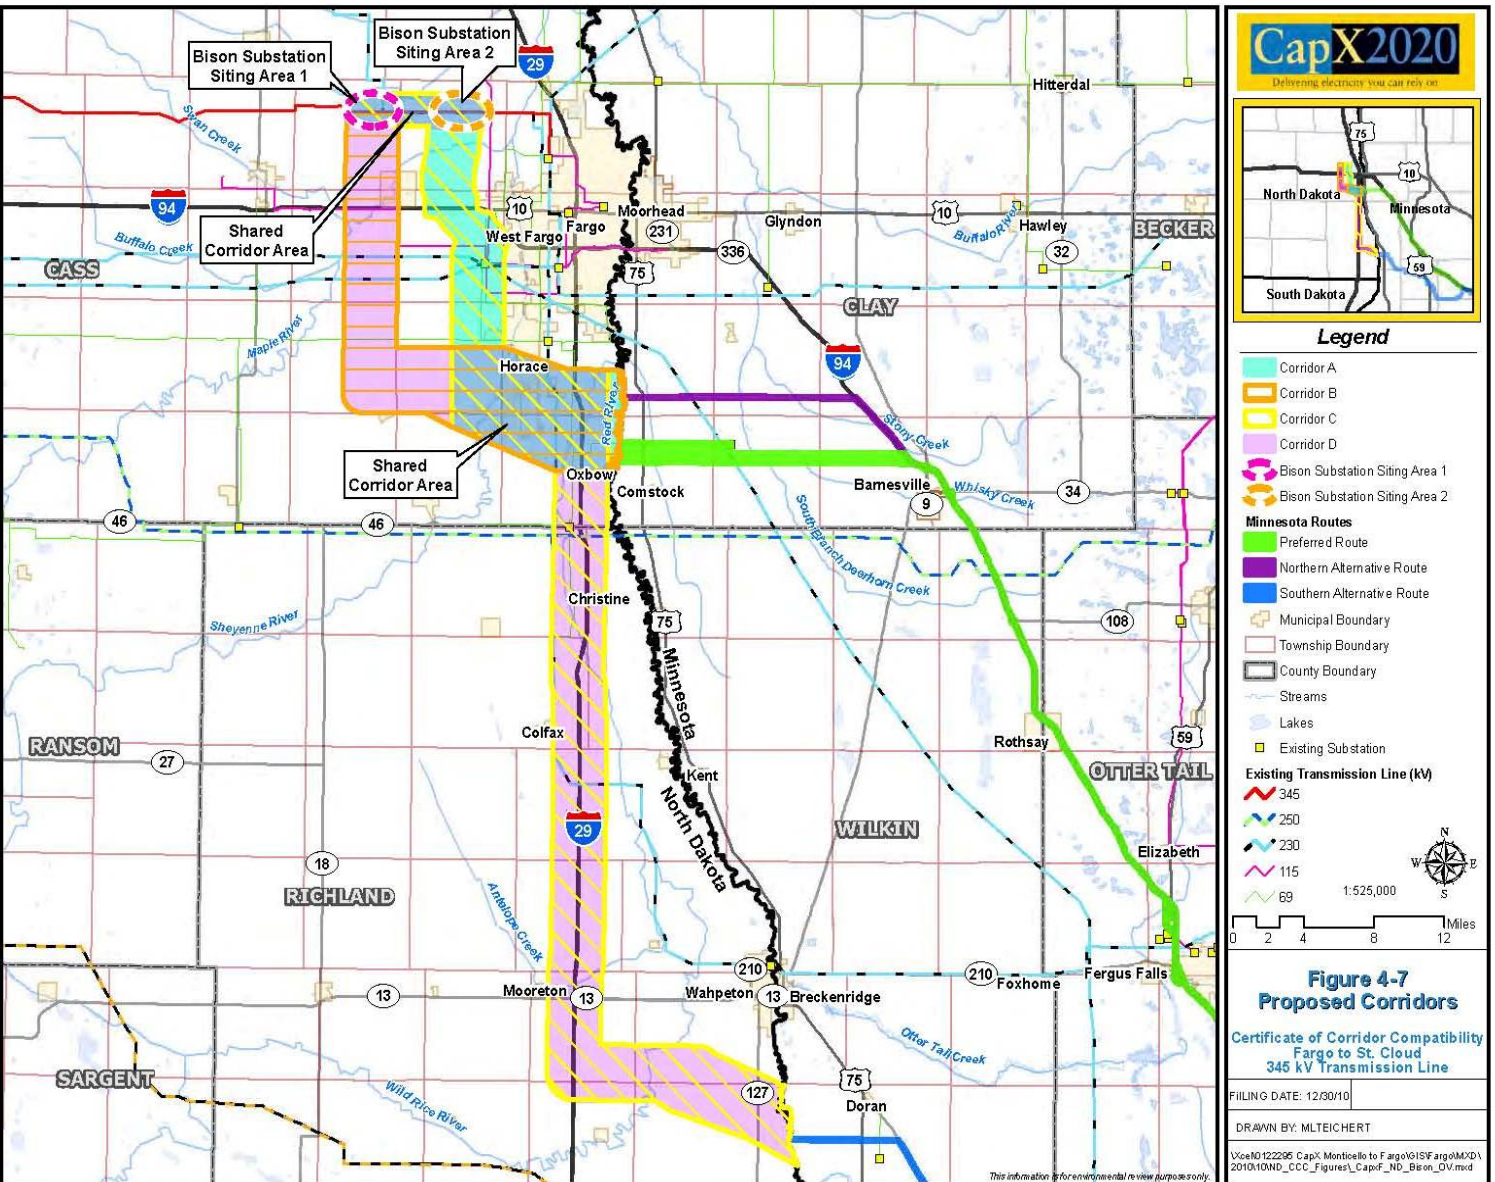 Bison Substation
Siting Area 1
Bison Substation
Siting Area 2
29
Hitterdal
Swan Creek
94
Shared
Corridor Area
10
West Fargo
Fargo
Moorhead
231
336
75
Glyndon
10
Buffalo River
Hawley
32
BECKER
Buffalo Creek
CASS
CLAY
Maple River
94
Horace
Red River
Stony Creek
Shared
Corridor Area
Oxbow
Comstock
Barnesville
9
Whisky Creek
34
46
46
South Branch Deerhorn Creek
Christine
Sheyenne River
75
108
Minnesota
Colfax
RANSOM
27
Rothsay
59
OTTER TAIL
Kent
North Dakota
29
WILKIN
18
Elizabeth
RICHLAND
Antelope Creek
210
210
Foxhome
Fergus Falls
13
Mooreton
13
Wahpeton
13
Breckenridge
Otter Tail Creek
SARGENT
Wild Rice River
127
75
Doran
This information is for environmental review purposes only.
CapX2020
Delivering electricity you can rely on
75
10
North Dakota
Minnesota
59
South Dakota
Legend
Corridor A
Corridor B
Corridor C
Corridor D
Bison Substation Siting Area 1
Bison Substation Siting Area 2
Minnesota Routes
Preferred Route
Northern Alternative Route
Southern Alternative Route
Municipal Boundary
Township Boundary
County Boundary
Streams
Lakes
Existing Substation
Existing Transmission Line (kV)
345
250
230
115
69
N
W
E
S
1:525,000
Miles
0 2 4 8 12
Figure 4-7
Proposed Corridors
Certificate of Corridor Compatibility
Fargo to St. Cloud
345 kV Transmission Line
FIILING DATE: 12/30/10
DRAWN BY: MLTEICHERT
2010\10\ND_CCC_Figures\_CapxF_ND_Bison_OV.mxd